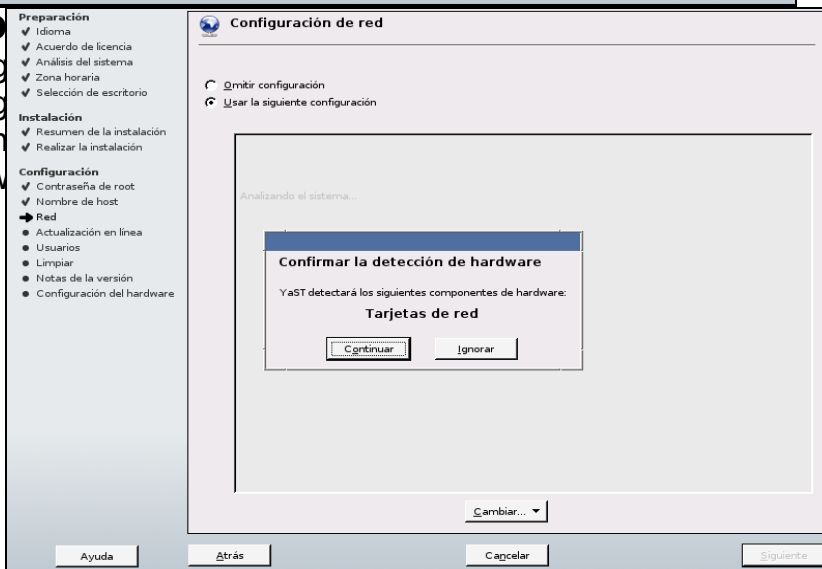 Preparación
Idioma
Acuerdo de licencia
Análisis del sistema
Zona horaria
Selección de escritorio
Instalación
Resumen de la instalación
Realizar la instalación
Configuración
Contraseña de root
Nombre de host
Red
Actualización en línea
Usuarios
Limpiar
Notas de la versión
Configuración del hardware
Configuración de red
Omitir configuración
Usar la siguiente configuración
Analizando el sistema...
Confirmar la detección de hardware
YaST detectará los siguientes componentes de hardware:
Tarjetas de red
Continuar
Ignorar
Cambiar...
Ayuda
Atrás
Cancelar
Siguiente